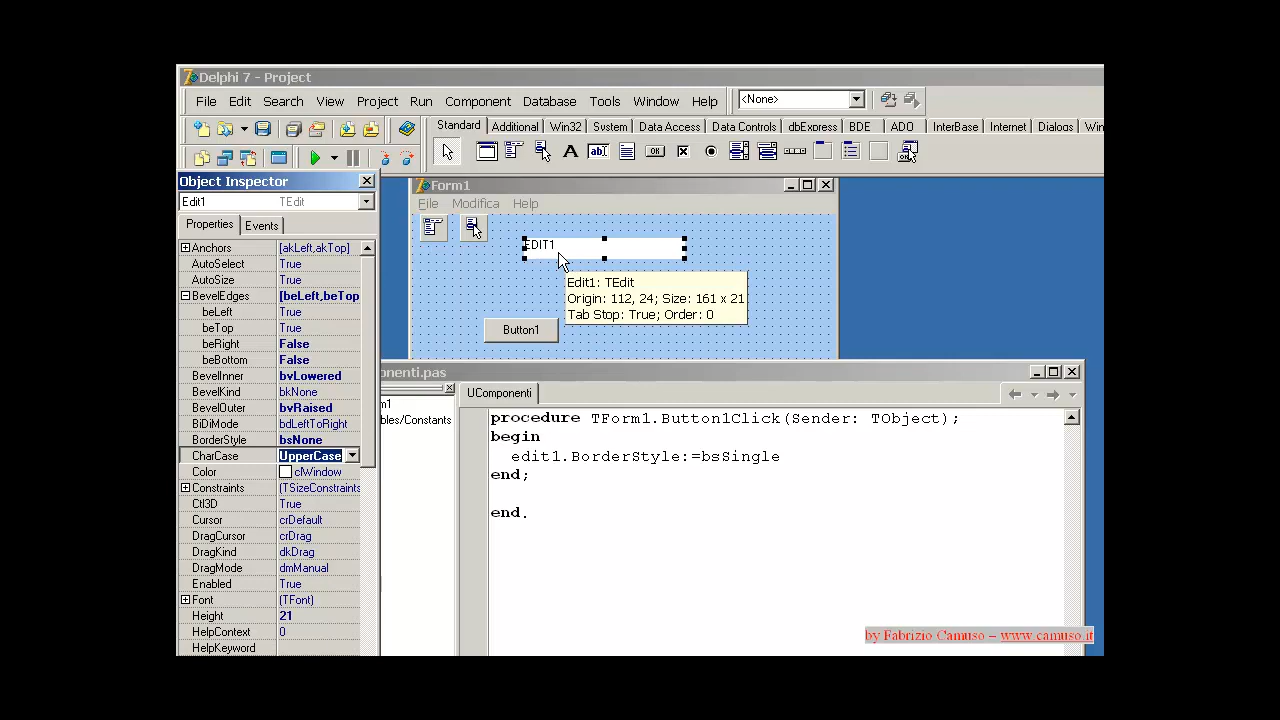 Delphi 7 - Project
File Edit Search View Project Run Component Database Tools Window Help
<None>
Standard Additional Win32 System Data Access Data Controls dbExpress BDE ADO InterBase Internet Dialogs
Object Inspector
Edit1 TEdit
Properties Events
Anchors [akLeft,akTop]
AutoSelect True
AutoSize True
BevelEdges [beLeft,beTop
beLeft True
beTop True
beRight False
beBottom False
BevelInner bvLowered
BevelKind bkNone
BevelOuter bvRaised
BiDiMode bdLeftToRight
BorderStyle bsNone
CharCase UpperCase
Color clWindow
Constraints (TSizeConstraints
Ctl3D True
Cursor crDefault
DragCursor crDrag
DragKind dkDrag
DragMode dmManual
Enabled True
Font (TFont)
Height 21
HelpContext 0
HelpKeyword
Form1
File Modifica Help
EDIT1
Edit1: TEdit
Origin: 112, 24; Size: 161 x 21
Tab Stop: True; Order: 0
Button1
onenti.pas
m1
bles/Constants
UComponenti
procedure TForm1.Button1Click(Sender: TObject);
begin
edit1.BorderStyle:=bsSingle
end;
end.
by Fabrizio Camuso – www.camuso.it